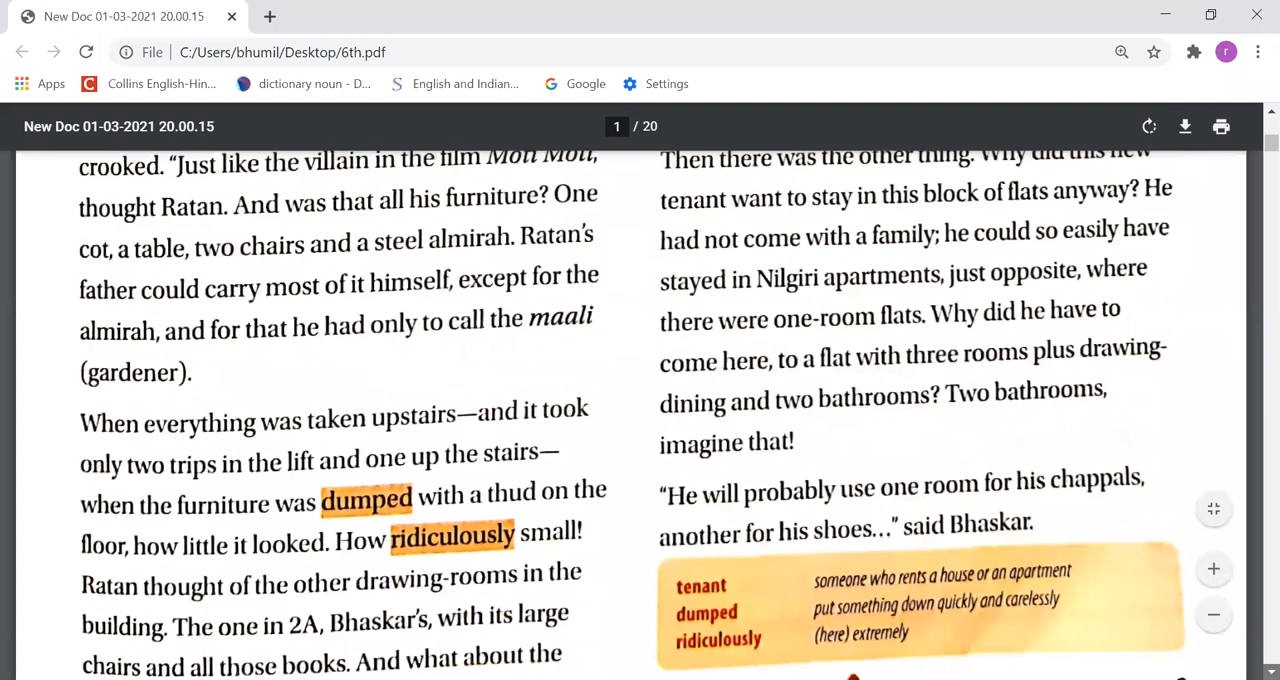 New Doc 01-03-2021 20.00.15
File C:/Users/bhumil/Desktop/6th.pdf
r
Apps Collins English-Hin... dictionary noun - D... English and Indian... Google Settings
New Doc 01-03-2021 20.00.15 1 / 20
crooked. “Just like the villain in the film Moti Moti,
thought Ratan. And was that all his furniture? One
cot, a table, two chairs and a steel almirah. Ratan’s
father could carry most of it himself, except for the
almirah, and for that he had only to call the maali
(gardener).
When everything was taken upstairs—and it took
only two trips in the lift and one up the stairs—
when the furniture was dumped with a thud on the
floor, how little it looked. How ridiculously small!
Ratan thought of the other drawing-rooms in the
building. The one in 2A, Bhaskar’s, with its large
chairs and all those books. And what about the
Then there was the other thing. Why did this new
tenant want to stay in this block of flats anyway? He
had not come with a family; he could so easily have
stayed in Nilgiri apartments, just opposite, where
there were one-room flats. Why did he have to
come here, to a flat with three rooms plus drawing-
dining and two bathrooms? Two bathrooms,
imagine that!
“He will probably use one room for his chappals,
another for his shoes...” said Bhaskar.
tenant someone who rents a house or an apartment
dumped put something down quickly and carelessly
ridiculously (here) extremely